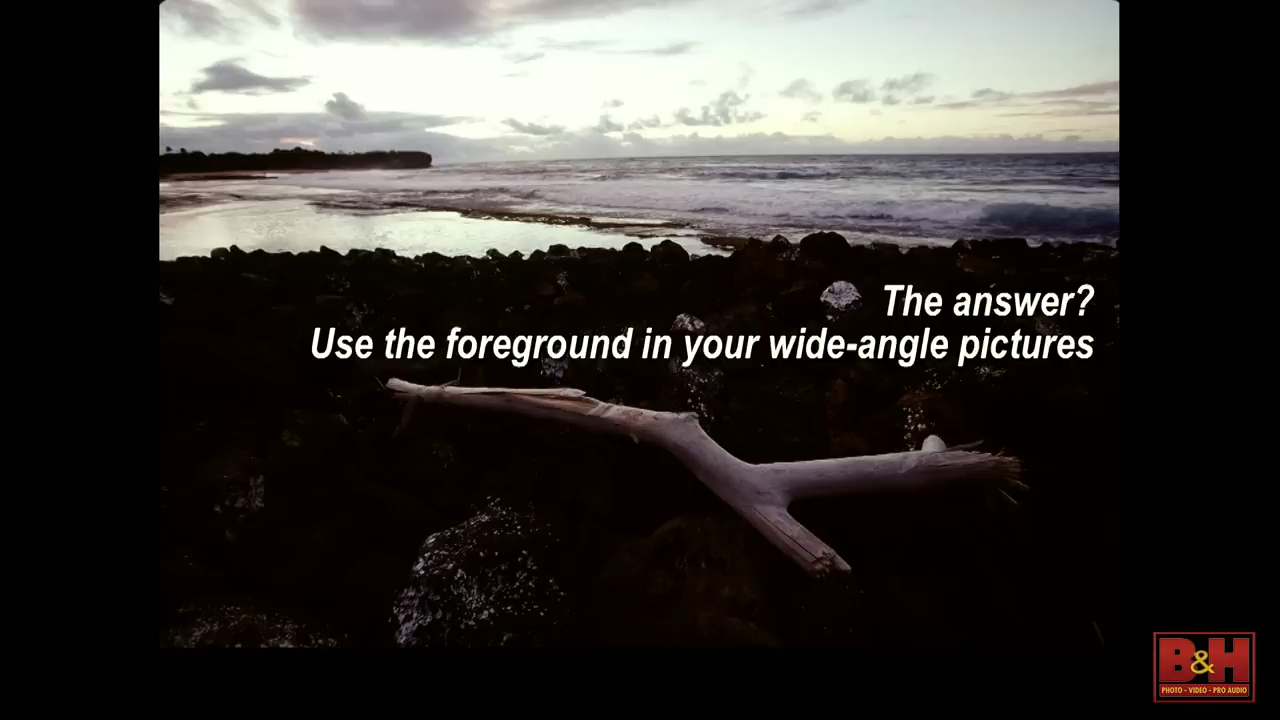 The answer?
Use the foreground in your wide-angle pictures
B&H
PHOTO - VIDEO - PRO AUDIO